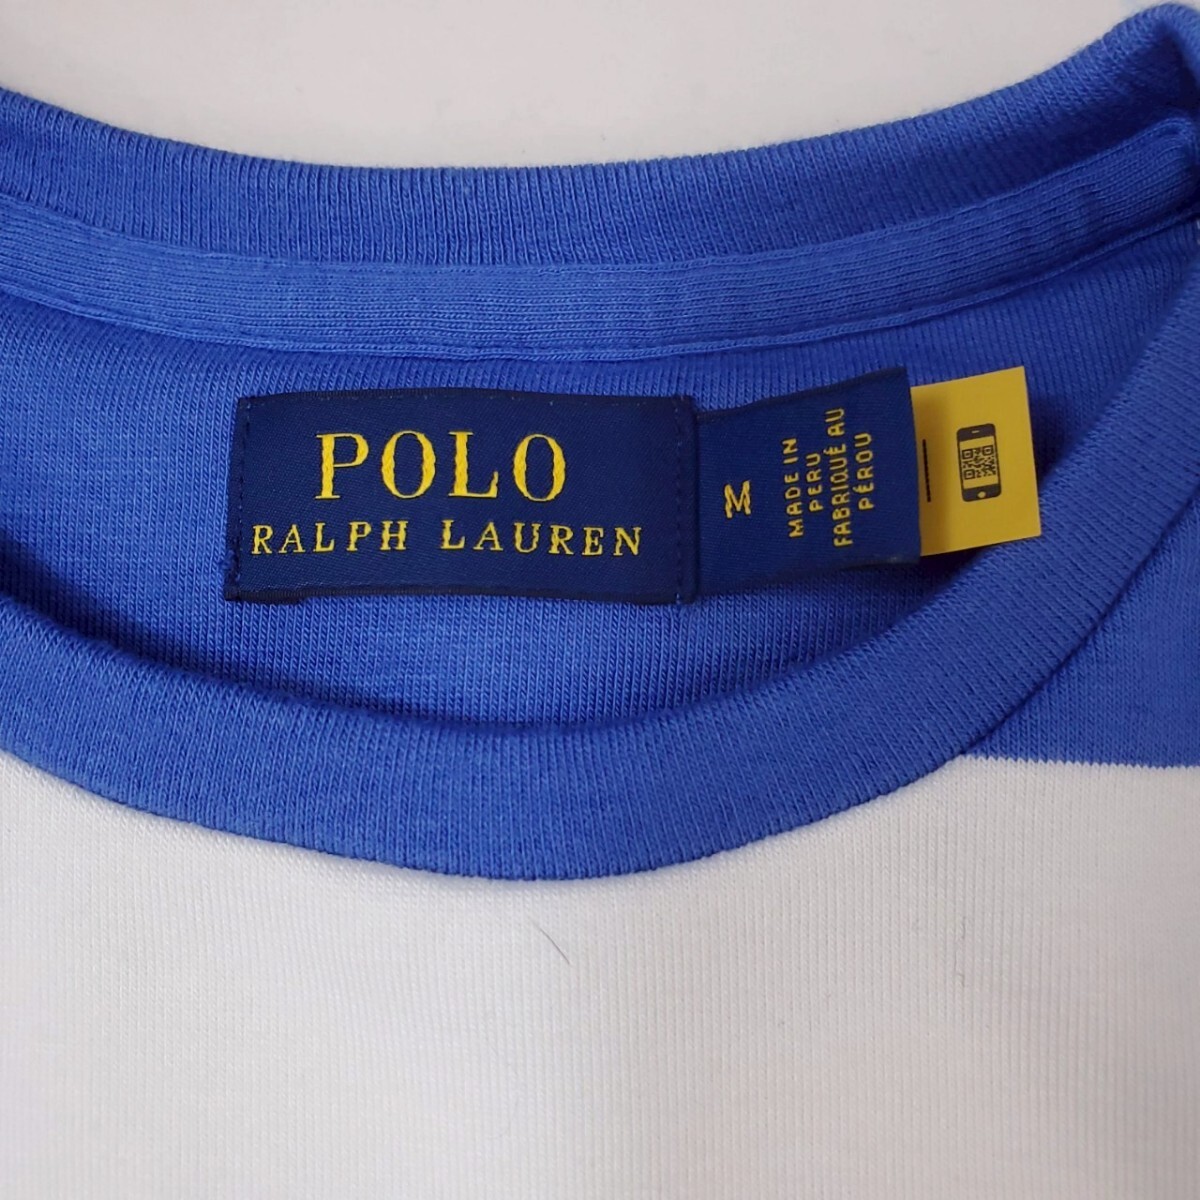 POLO
RALPH LAUREN
M
MADE IN
PERU
FABRIQUÉ AU
PÉROU